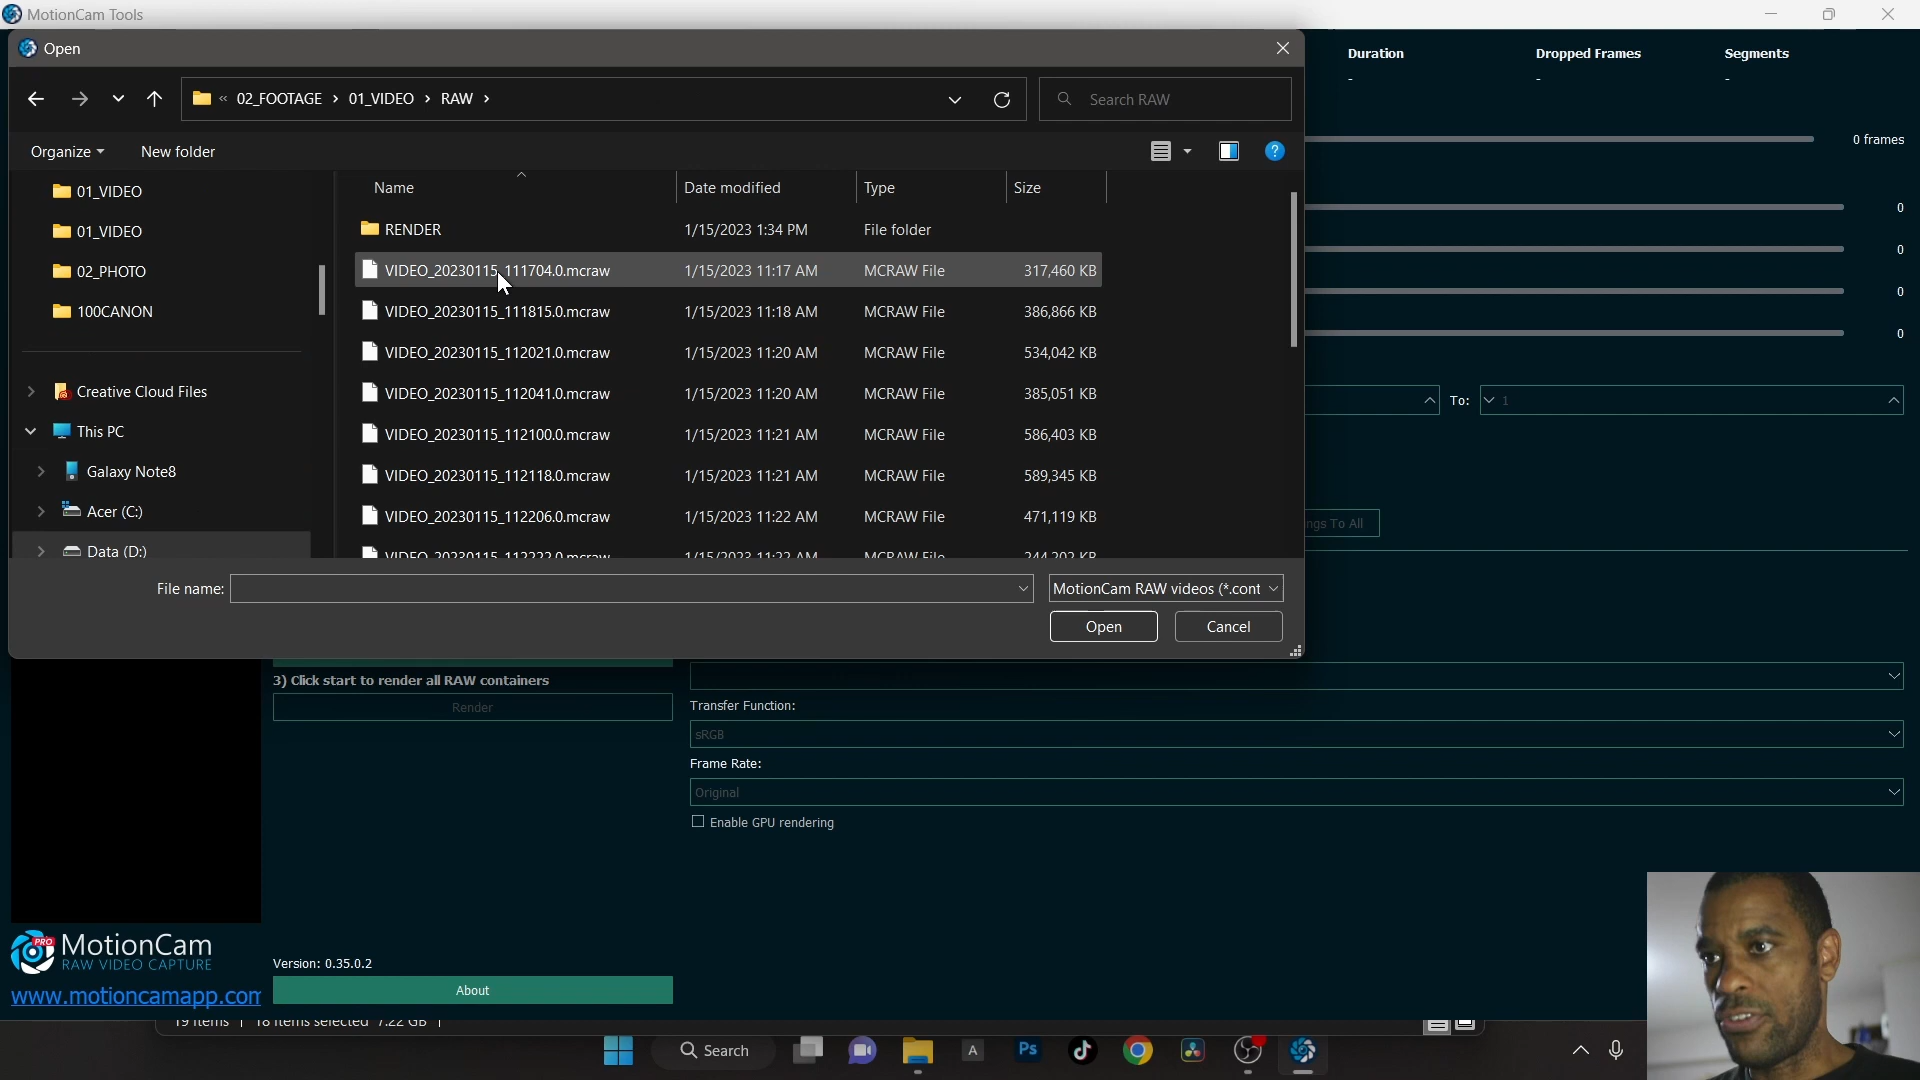 MotionCam Tools
Open
« 02_FOOTAGE › 01_VIDEO › RAW ›
Search RAW
Organize
New folder
01_VIDEO
01_VIDEO
02_PHOTO
100CANON
Creative Cloud Files
This PC
Galaxy Note8
Acer (C:)
Data (D:)
Name Date modified Type Size
RENDER 1/15/2023 1:34 PM File folder
VIDEO_20230115_111704.0.mcraw 1/15/2023 11:17 AM MCRAW File 317,460 KB
VIDEO_20230115_111815.0.mcraw 1/15/2023 11:18 AM MCRAW File 386,866 KB
VIDEO_20230115_112021.0.mcraw 1/15/2023 11:20 AM MCRAW File 534,042 KB
VIDEO_20230115_112041.0.mcraw 1/15/2023 11:20 AM MCRAW File 385,051 KB
VIDEO_20230115_112100.0.mcraw 1/15/2023 11:21 AM MCRAW File 586,403 KB
VIDEO_20230115_112118.0.mcraw 1/15/2023 11:21 AM MCRAW File 589,345 KB
VIDEO_20230115_112206.0.mcraw 1/15/2023 11:22 AM MCRAW File 471,119 KB
VIDEO_20230115_112222.0.mcraw 1/15/2023 11:22 AM MCRAW File 244,202 KB
File name:
MotionCam RAW videos (*.cont
Open
Cancel
Duration Dropped Frames Segments
- - -
0 frames
0
0
0
0
To: 1
ngs To All
3) Click start to render all RAW containers
Render
Transfer Function:
sRGB
Frame Rate:
Original
Enable GPU rendering
PRO MotionCam
RAW VIDEO CAPTURE
www.motioncamapp.com
Version: 0.35.0.2
About
19 items | 18 items selected 7.22 GB |
Search
A
Ps